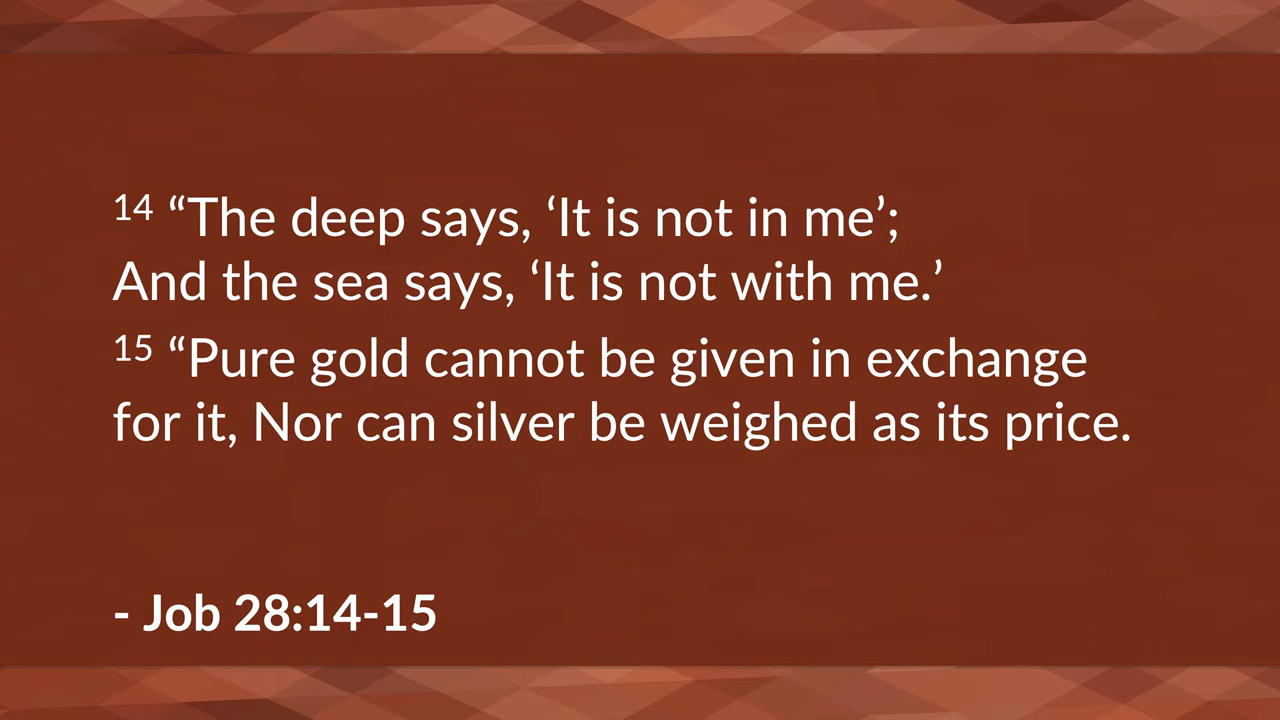 14 “The deep says, ‘It is not in me’;
And the sea says, ‘It is not with me.’
15 “Pure gold cannot be given in exchange
for it, Nor can silver be weighed as its price.
- Job 28:14-15